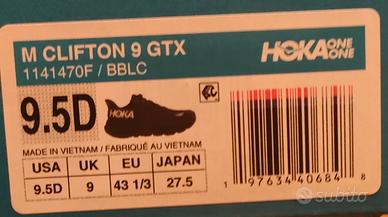 M CLIFTON 9 GTX
HOKA ONE ONE
1141470F / BBLC
9.5D
HOKA
MADE IN VIETNAM / FABRIQUÉ AU VIETNAM
USA UK EU JAPAN
9.5D 9 43 1/3 27.5
1 97634 40684 8
subito